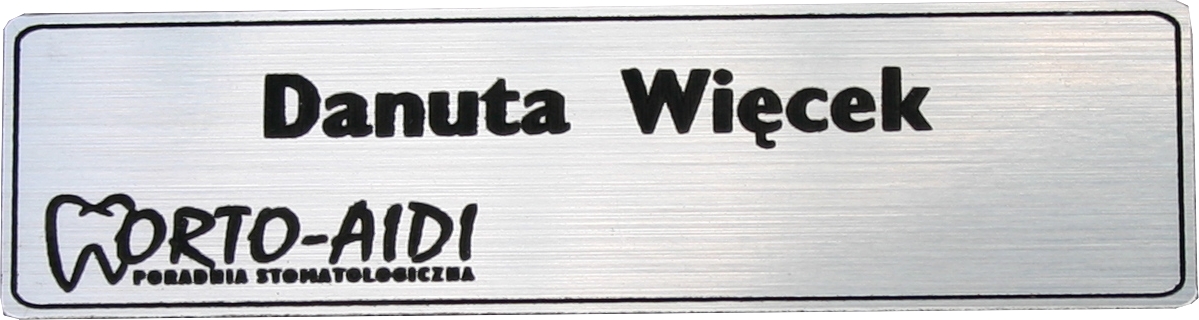 Danuta Więcek
ORTO-AIDI
PORADNIA STOMATOLOGICZNA